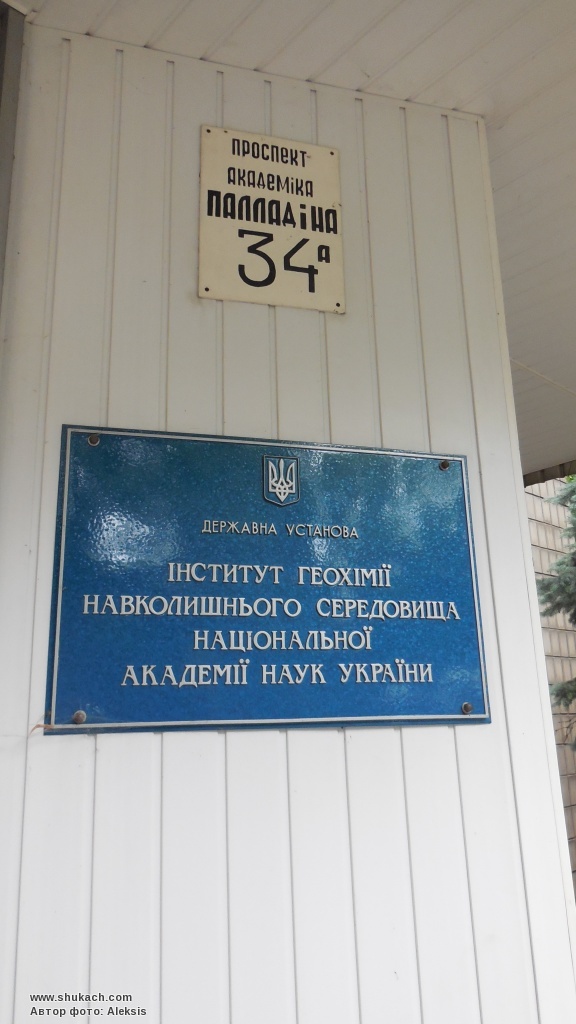 проспект
академіка
ПАЛЛАДіНА
34а
ДЕРЖАВНА УСТАНОВА
ІНСТИТУТ ГЕОХІМІЇ
НАВКОЛИШНЬОГО СЕРЕДОВИЩА
НАЦІОНАЛЬНОЇ
АКАДЕМІЇ НАУК УКРАЇНИ
www.shukach.com
Автор фото: Aleksis